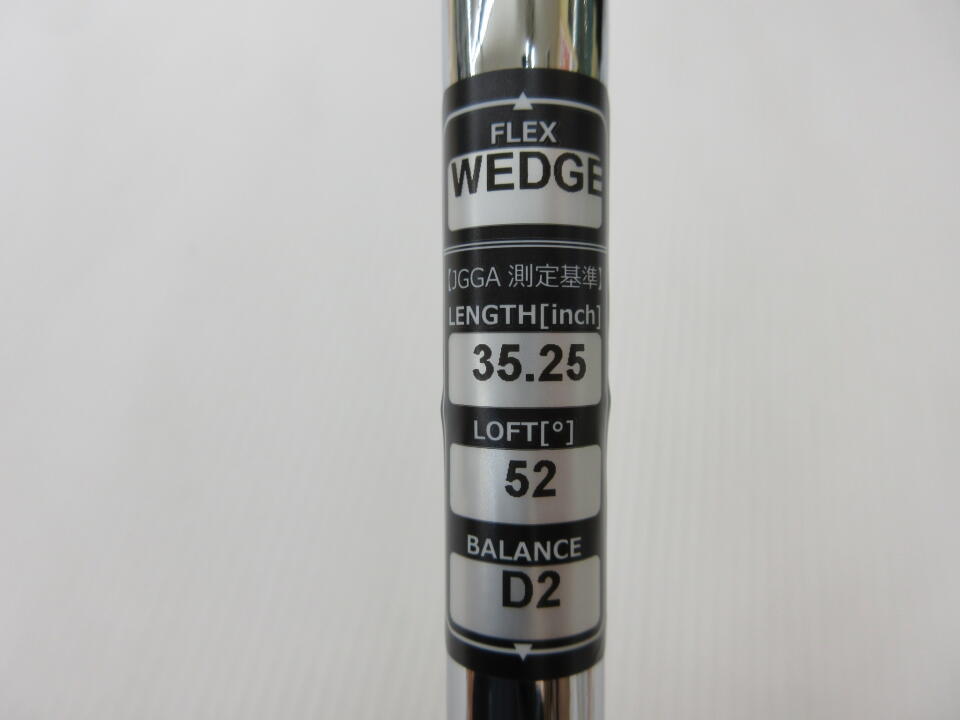 FLEX
WEDGE
【JGGA 測定基準】
LENGTH[inch]
35.25
LOFT[°]
52
BALANCE
D2